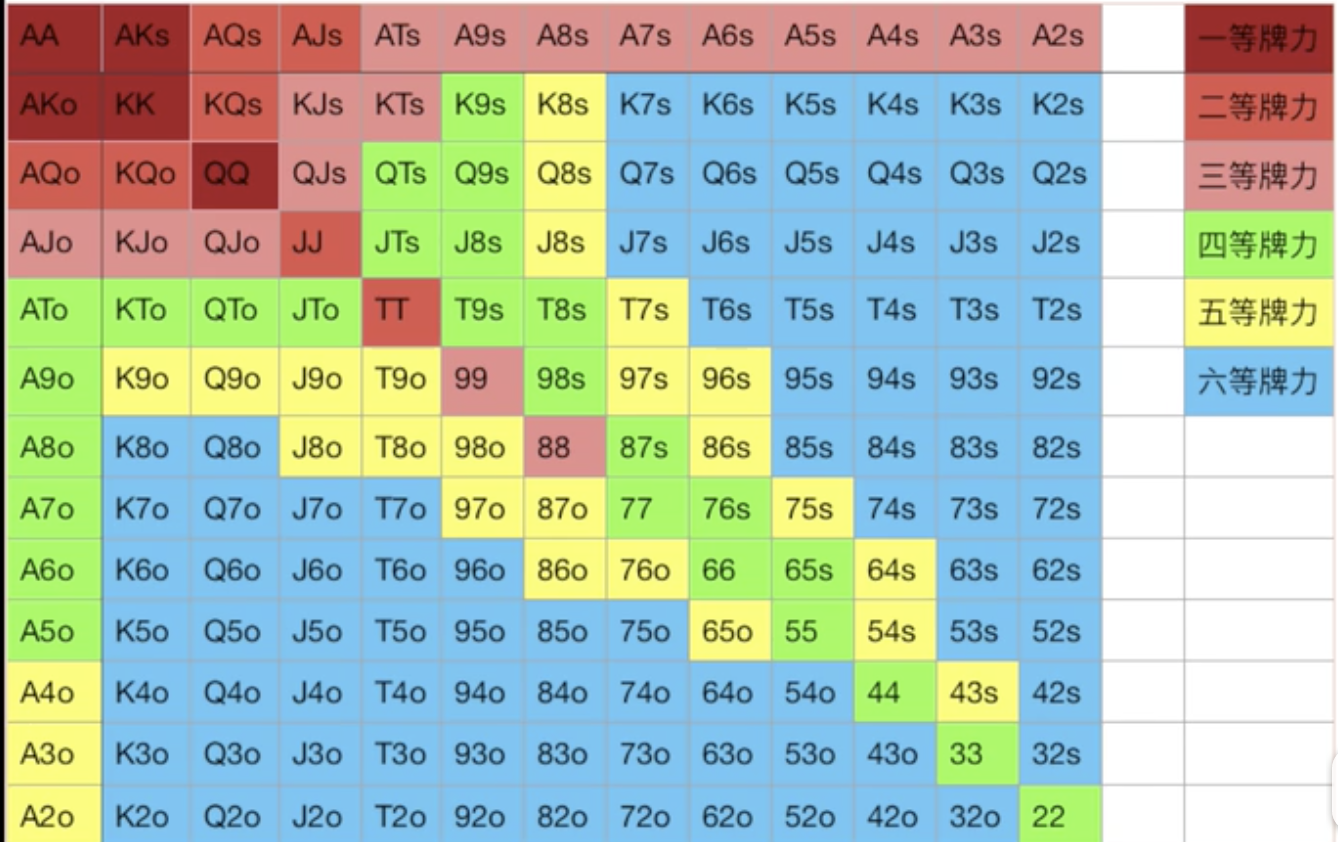 AA AKs AQs AJs ATs A9s A8s A7s A6s A5s A4s A3s A2s 一等牌力
AKo KK KQs KJs KTs K9s K8s K7s K6s K5s K4s K3s K2s 二等牌力
AQo KQo QQ QJs QTs Q9s Q8s Q7s Q6s Q5s Q4s Q3s Q2s 三等牌力
AJo KJo QJo JJ JTs J8s J8s J7s J6s J5s J4s J3s J2s 四等牌力
ATo KTo QTo JTo TT T9s T8s T7s T6s T5s T4s T3s T2s 五等牌力
A9o K9o Q9o J9o T9o 99 98s 97s 96s 95s 94s 93s 92s 六等牌力
A8o K8o Q8o J8o T8o 98o 88 87s 86s 85s 84s 83s 82s
A7o K7o Q7o J7o T7o 97o 87o 77 76s 75s 74s 73s 72s
A6o K6o Q6o J6o T6o 96o 86o 76o 66 65s 64s 63s 62s
A5o K5o Q5o J5o T5o 95o 85o 75o 65o 55 54s 53s 52s
A4o K4o Q4o J4o T4o 94o 84o 74o 64o 54o 44 43s 42s
A3o K3o Q3o J3o T3o 93o 83o 73o 63o 53o 43o 33 32s
A2o K2o Q2o J2o T2o 92o 82o 72o 62o 52o 42o 32o 22